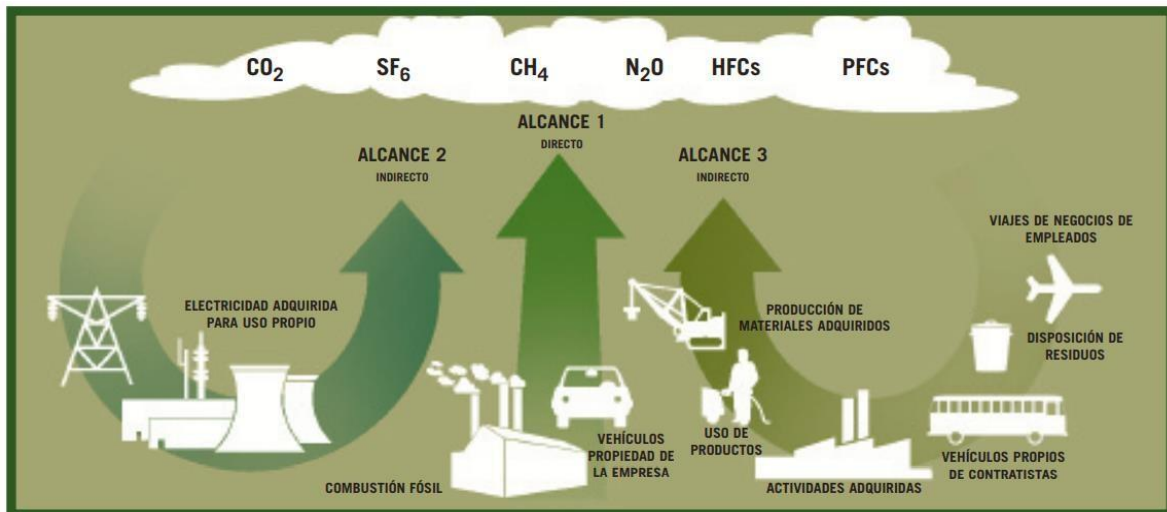 CO₂ SF₆ CH₄ N₂O HFCs PFCs
ALCANCE 1
DIRECTO
ALCANCE 2
INDIRECTO
ALCANCE 3
INDIRECTO
VIAJES DE NEGOCIOS DE
EMPLEADOS
ELECTRICIDAD ADQUIRIDA
PARA USO PROPIO
PRODUCCIÓN DE
MATERIALES ADQUIRIDOS
DISPOSICIÓN DE
RESIDUOS
VEHÍCULOS
PROPIEDAD DE
LA EMPRESA
USO DE
PRODUCTOS
VEHÍCULOS PROPIOS
DE CONTRATISTAS
COMBUSTIÓN FÓSIL
ACTIVIDADES ADQUIRIDAS